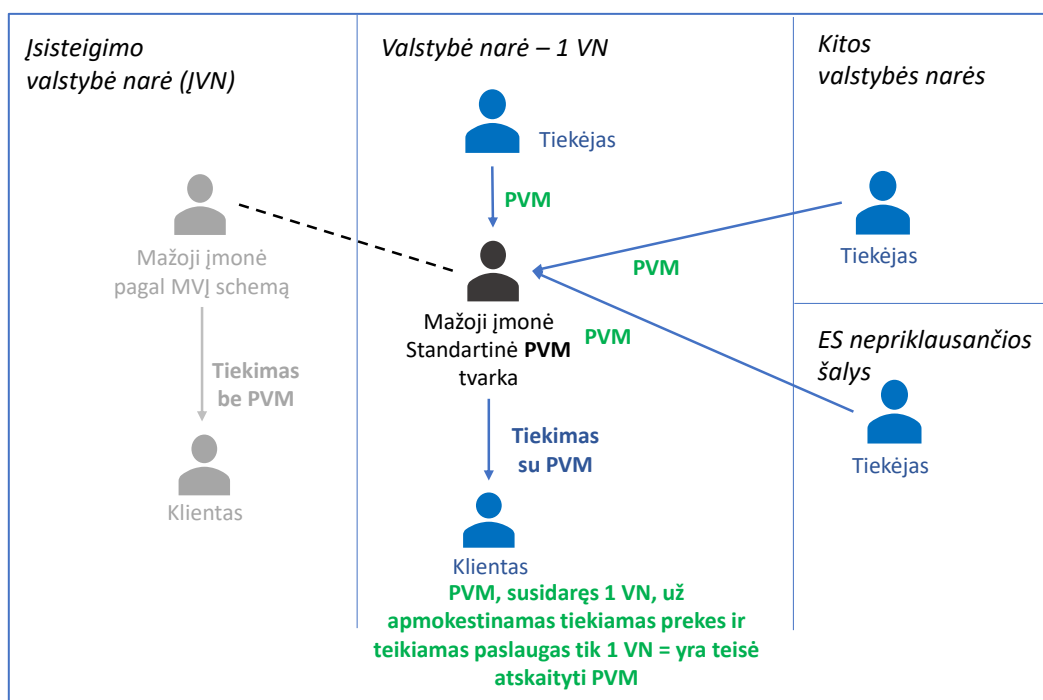 Įsisteigimo
valstybė narė (ĮVN)
Mažoji įmonė
pagal MVĮ schemą
Tiekimas
be PVM
Klientas
Valstybė narė – 1 VN
Tiekėjas
PVM
Mažoji įmonė
Standartinė PVM
tvarka
PVM
PVM
Tiekimas
su PVM
Klientas
PVM, susidaręs 1 VN, už
apmokestinamas tiekiamas prekes ir
teikiamas paslaugas tik 1 VN = yra teisė
atskaityti PVM
Kitos
valstybės narės
Tiekėjas
ES nepriklausančios
šalys
Tiekėjas